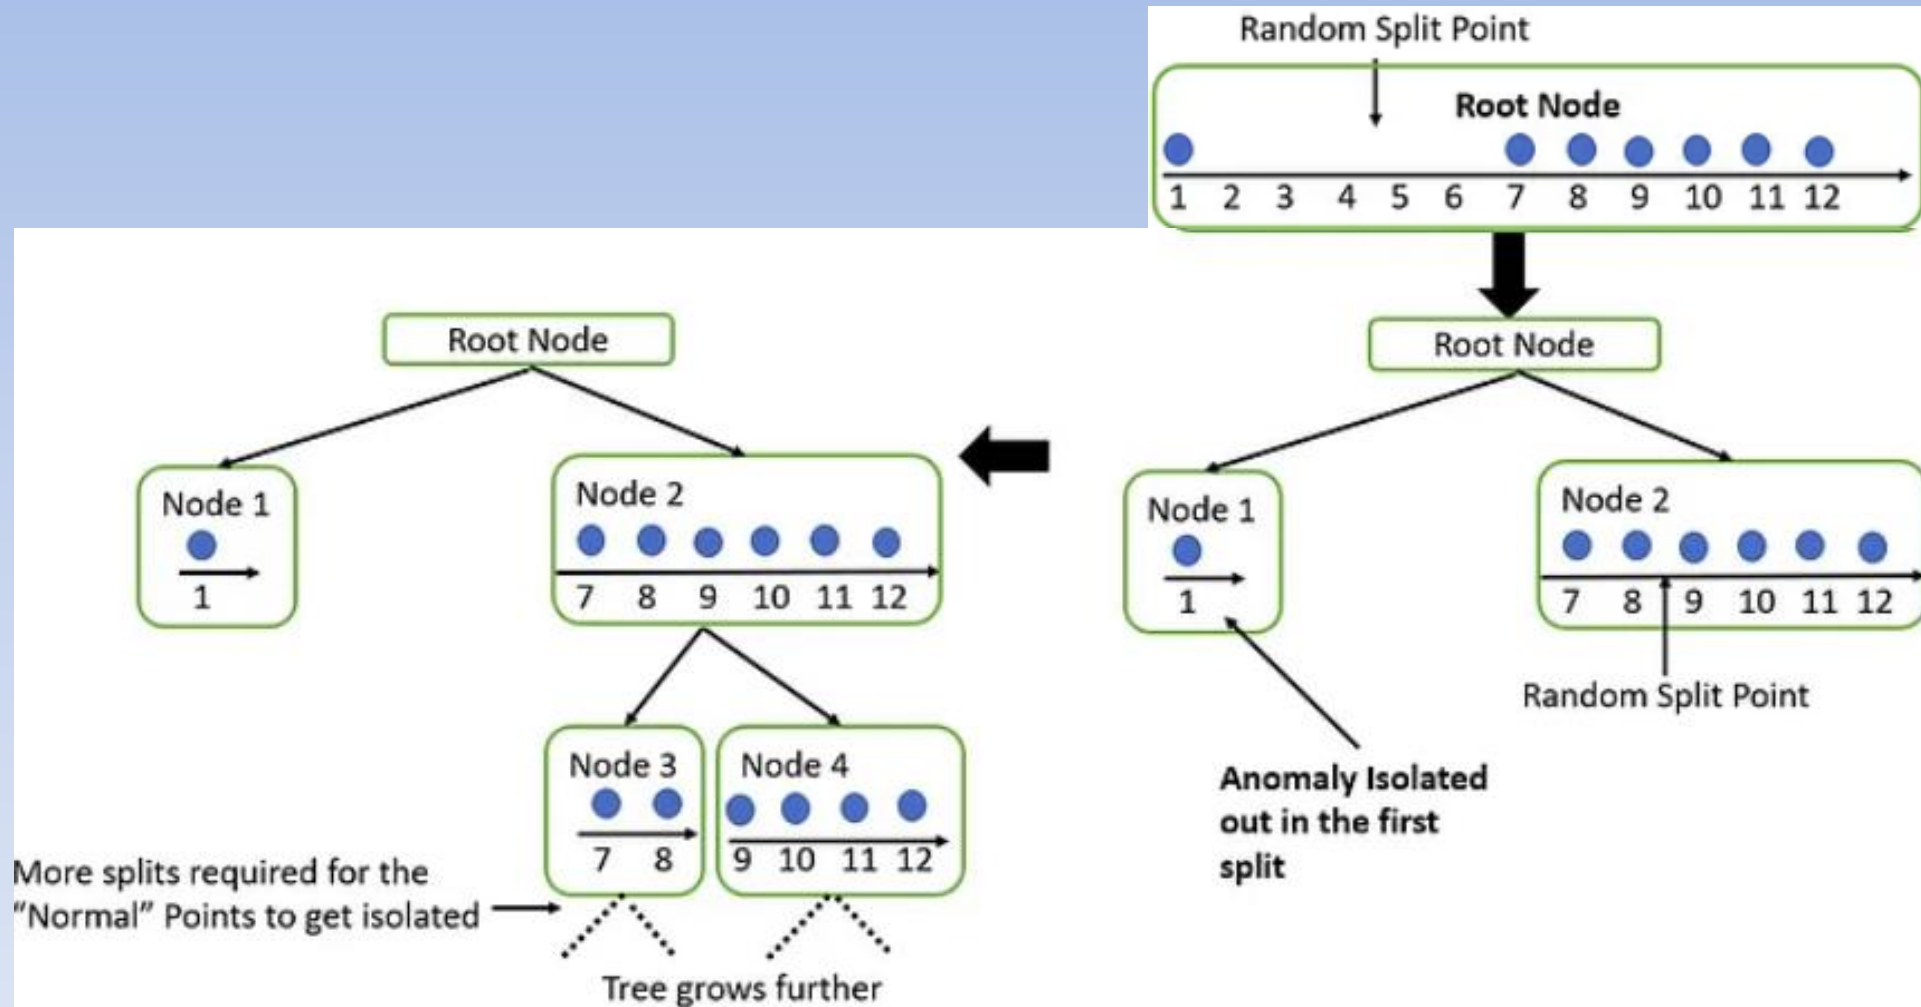 Random Split Point
Root Node
1 2 3 4 5 6 7 8 9 10 11 12
Root Node
Node 1
1
Node 2
7 8 9 10 11 12
Random Split Point
Anomaly Isolated
out in the first
split
Root Node
Node 1
1
Node 2
7 8 9 10 11 12
Node 3
7 8
Node 4
9 10 11 12
More splits required for the
"Normal" Points to get isolated
Tree grows further